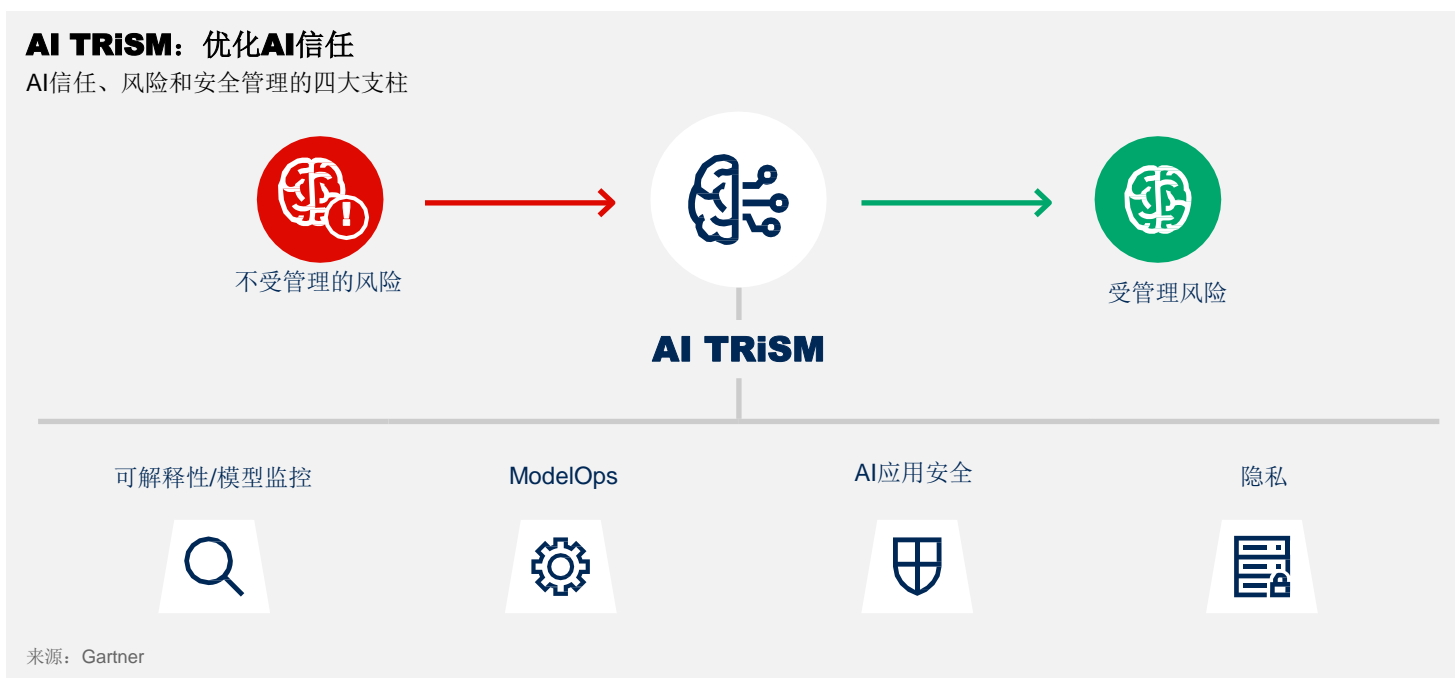 AI TRiSM：优化AI信任
AI信任、风险和安全管理的四大支柱
不受管理的风险
受管理风险
AI TRiSM
可解释性/模型监控
ModelOps
AI应用安全
隐私
来源：Gartner